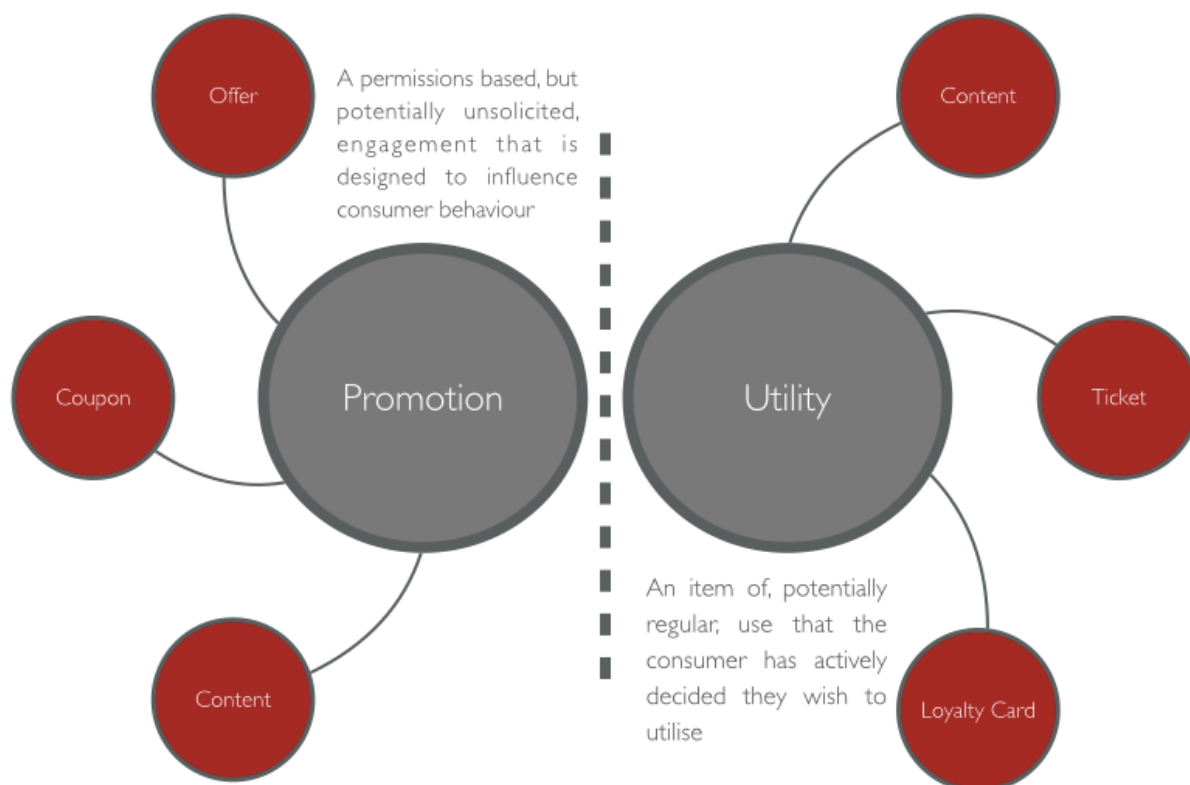 Offer
A permissions based, but
potentially unsolicited,
engagement that is
designed to influence
consumer behaviour
Content
Coupon
Promotion
Utility
Ticket
Content
An item of, potentially
regular, use that the
consumer has actively
decided they wish to
utilise
Loyalty Card